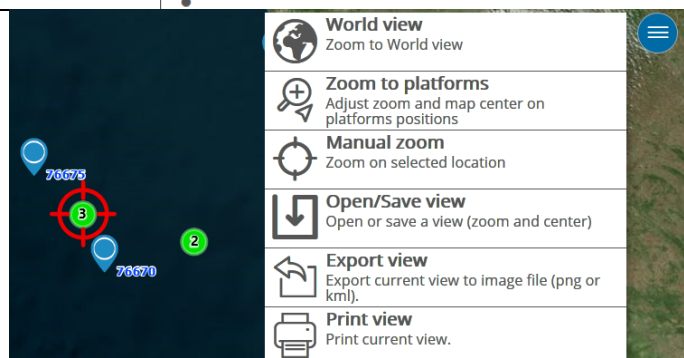 World view
Zoom to World view
Zoom to platforms
Adjust zoom and map center on
platforms positions
Manual zoom
Zoom on selected location
Open/Save view
Open or save a view (zoom and center)
Export view
Export current view to image file (png or
kml).
Print view
Print current view.
76675
3
2
76670